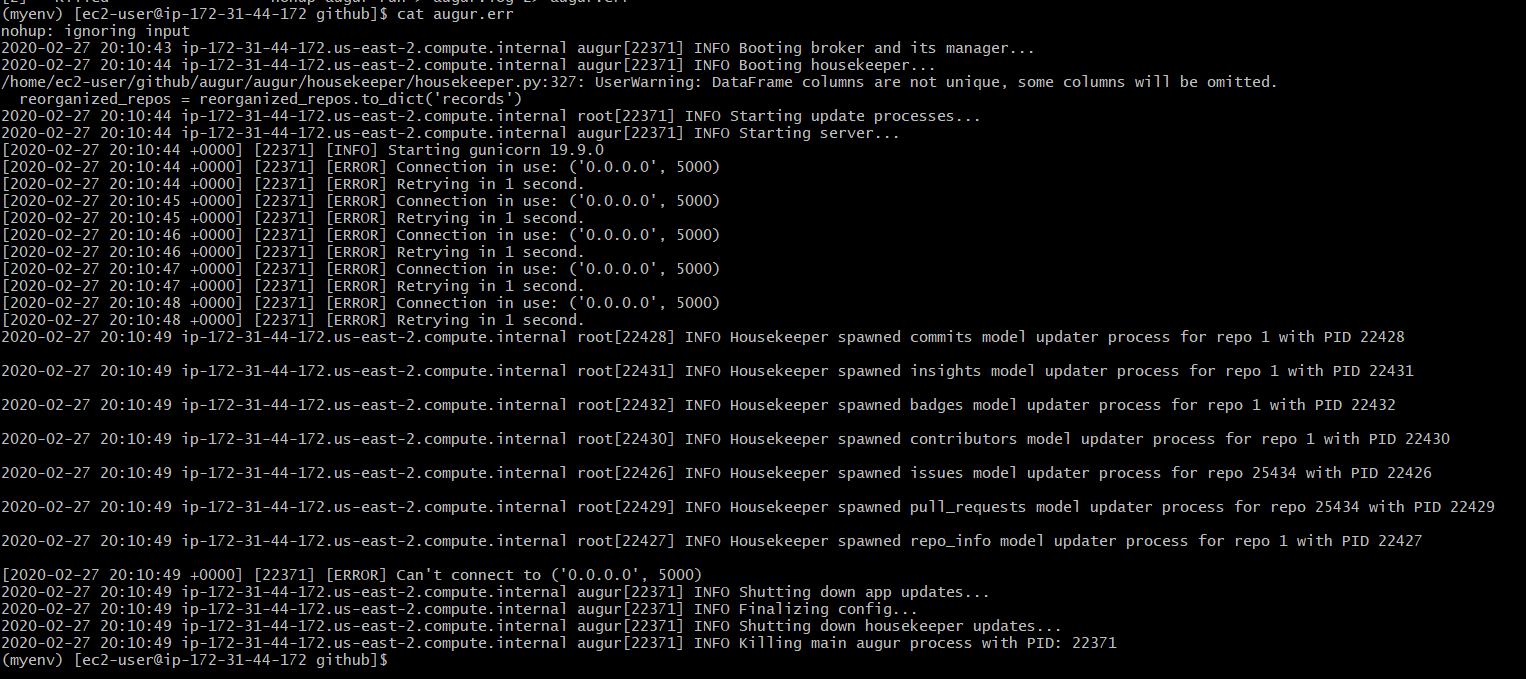 (myenv) [ec2-user@ip-172-31-44-172 github]$ cat augur.err
nohup: ignoring input
2020-02-27 20:10:43 ip-172-31-44-172.us-east-2.compute.internal augur[22371] INFO Booting broker and its manager...
2020-02-27 20:10:44 ip-172-31-44-172.us-east-2.compute.internal augur[22371] INFO Booting housekeeper...
/home/ec2-user/github/augur/augur/housekeeper/housekeeper.py:327: UserWarning: DataFrame columns are not unique, some columns will be omitted.
  reorganized_repos = reorganized_repos.to_dict('records')
2020-02-27 20:10:44 ip-172-31-44-172.us-east-2.compute.internal root[22371] INFO Starting update processes...
2020-02-27 20:10:44 ip-172-31-44-172.us-east-2.compute.internal augur[22371] INFO Starting server...
[2020-02-27 20:10:44 +0000] [22371] [INFO] Starting gunicorn 19.9.0
[2020-02-27 20:10:44 +0000] [22371] [ERROR] Connection in use: ('0.0.0.0', 5000)
[2020-02-27 20:10:44 +0000] [22371] [ERROR] Retrying in 1 second.
[2020-02-27 20:10:45 +0000] [22371] [ERROR] Connection in use: ('0.0.0.0', 5000)
[2020-02-27 20:10:45 +0000] [22371] [ERROR] Retrying in 1 second.
[2020-02-27 20:10:46 +0000] [22371] [ERROR] Connection in use: ('0.0.0.0', 5000)
[2020-02-27 20:10:46 +0000] [22371] [ERROR] Retrying in 1 second.
[2020-02-27 20:10:47 +0000] [22371] [ERROR] Connection in use: ('0.0.0.0', 5000)
[2020-02-27 20:10:47 +0000] [22371] [ERROR] Retrying in 1 second.
[2020-02-27 20:10:48 +0000] [22371] [ERROR] Connection in use: ('0.0.0.0', 5000)
[2020-02-27 20:10:48 +0000] [22371] [ERROR] Retrying in 1 second.
2020-02-27 20:10:49 ip-172-31-44-172.us-east-2.compute.internal root[22428] INFO Housekeeper spawned commits model updater process for repo 1 with PID 22428
2020-02-27 20:10:49 ip-172-31-44-172.us-east-2.compute.internal root[22431] INFO Housekeeper spawned insights model updater process for repo 1 with PID 22431
2020-02-27 20:10:49 ip-172-31-44-172.us-east-2.compute.internal root[22432] INFO Housekeeper spawned badges model updater process for repo 1 with PID 22432
2020-02-27 20:10:49 ip-172-31-44-172.us-east-2.compute.internal root[22430] INFO Housekeeper spawned contributors model updater process for repo 1 with PID 22430
2020-02-27 20:10:49 ip-172-31-44-172.us-east-2.compute.internal root[22426] INFO Housekeeper spawned issues model updater process for repo 25434 with PID 22426
2020-02-27 20:10:49 ip-172-31-44-172.us-east-2.compute.internal root[22429] INFO Housekeeper spawned pull_requests model updater process for repo 25434 with PID 22429
2020-02-27 20:10:49 ip-172-31-44-172.us-east-2.compute.internal root[22427] INFO Housekeeper spawned repo_info model updater process for repo 1 with PID 22427
[2020-02-27 20:10:49 +0000] [22371] [ERROR] Can't connect to ('0.0.0.0', 5000)
2020-02-27 20:10:49 ip-172-31-44-172.us-east-2.compute.internal augur[22371] INFO Shutting down app updates...
2020-02-27 20:10:49 ip-172-31-44-172.us-east-2.compute.internal augur[22371] INFO Finalizing config...
2020-02-27 20:10:49 ip-172-31-44-172.us-east-2.compute.internal augur[22371] INFO Shutting down housekeeper updates...
2020-02-27 20:10:49 ip-172-31-44-172.us-east-2.compute.internal augur[22371] INFO Killing main augur process with PID: 22371
(myenv) [ec2-user@ip-172-31-44-172 github]$